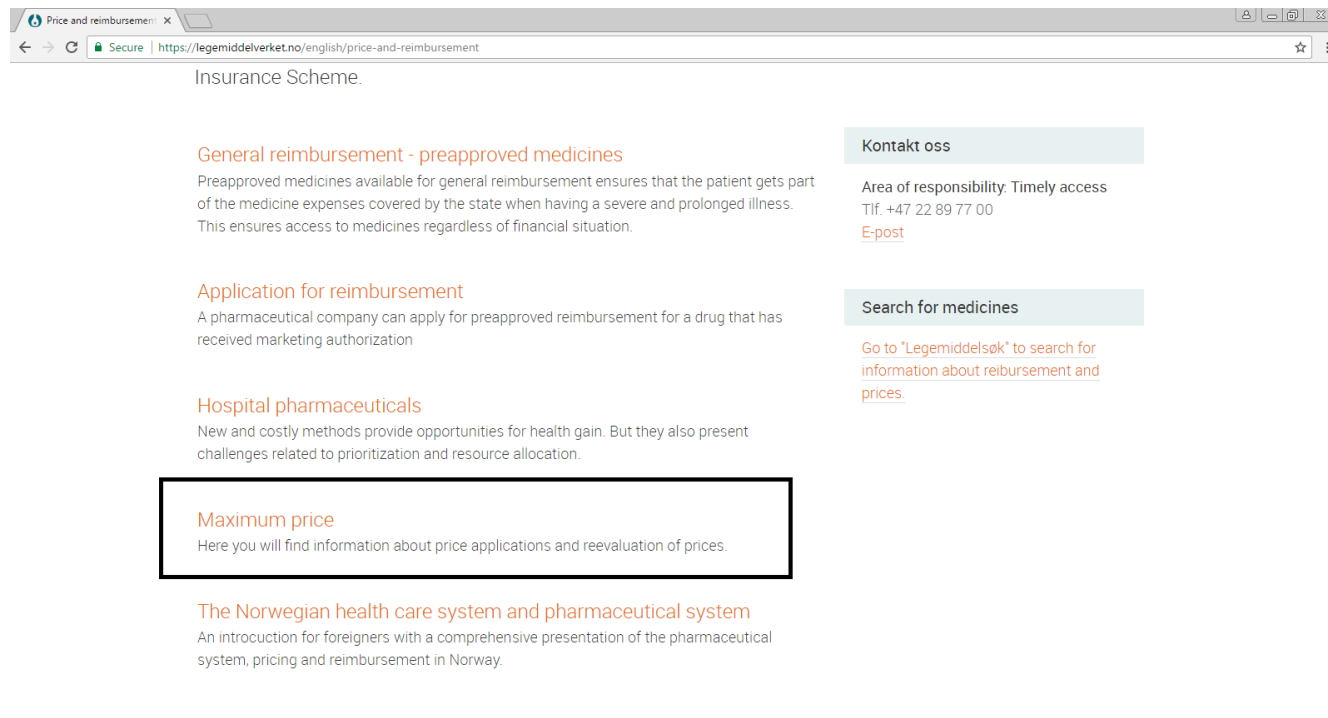 Price and reimbursement
Secure | https://legemiddelverket.no/english/price-and-reimbursement
Insurance Scheme.
General reimbursement - preapproved medicines
Preapproved medicines available for general reimbursement ensures that the patient gets part
of the medicine expenses covered by the state when having a severe and prolonged illness.
This ensures access to medicines regardless of financial situation.
Application for reimbursement
A pharmaceutical company can apply for preapproved reimbursement for a drug that has
received marketing authorization
Hospital pharmaceuticals
New and costly methods provide opportunities for health gain. But they also present
challenges related to prioritization and resource allocation.
Maximum price
Here you will find information about price applications and reevaluation of prices.
The Norwegian health care system and pharmaceutical system
An introcuction for foreigners with a comprehensive presentation of the pharmaceutical
system, pricing and reimbursement in Norway.
Kontakt oss
Area of responsibility: Timely access
Tlf. +47 22 89 77 00
E-post
Search for medicines
Go to "Legemiddelsøk" to search for
information about reibursement and
prices.